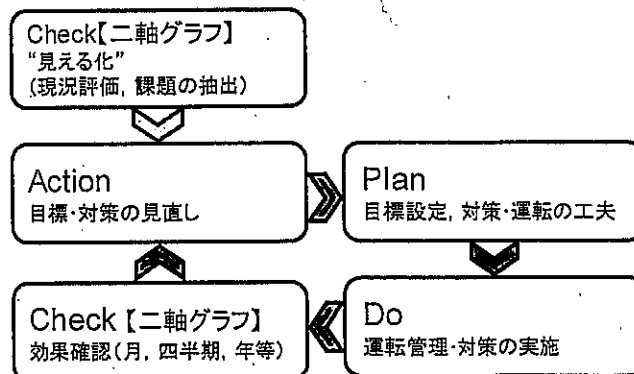 Check【二軸グラフ】
“見える化”
(現況評価, 課題の抽出)
Action
目標・対策の見直し
Plan
目標設定, 対策・運転の工夫
Check【二軸グラフ】
効果確認(月, 四半期, 年等)
Do
運転管理・対策の実施